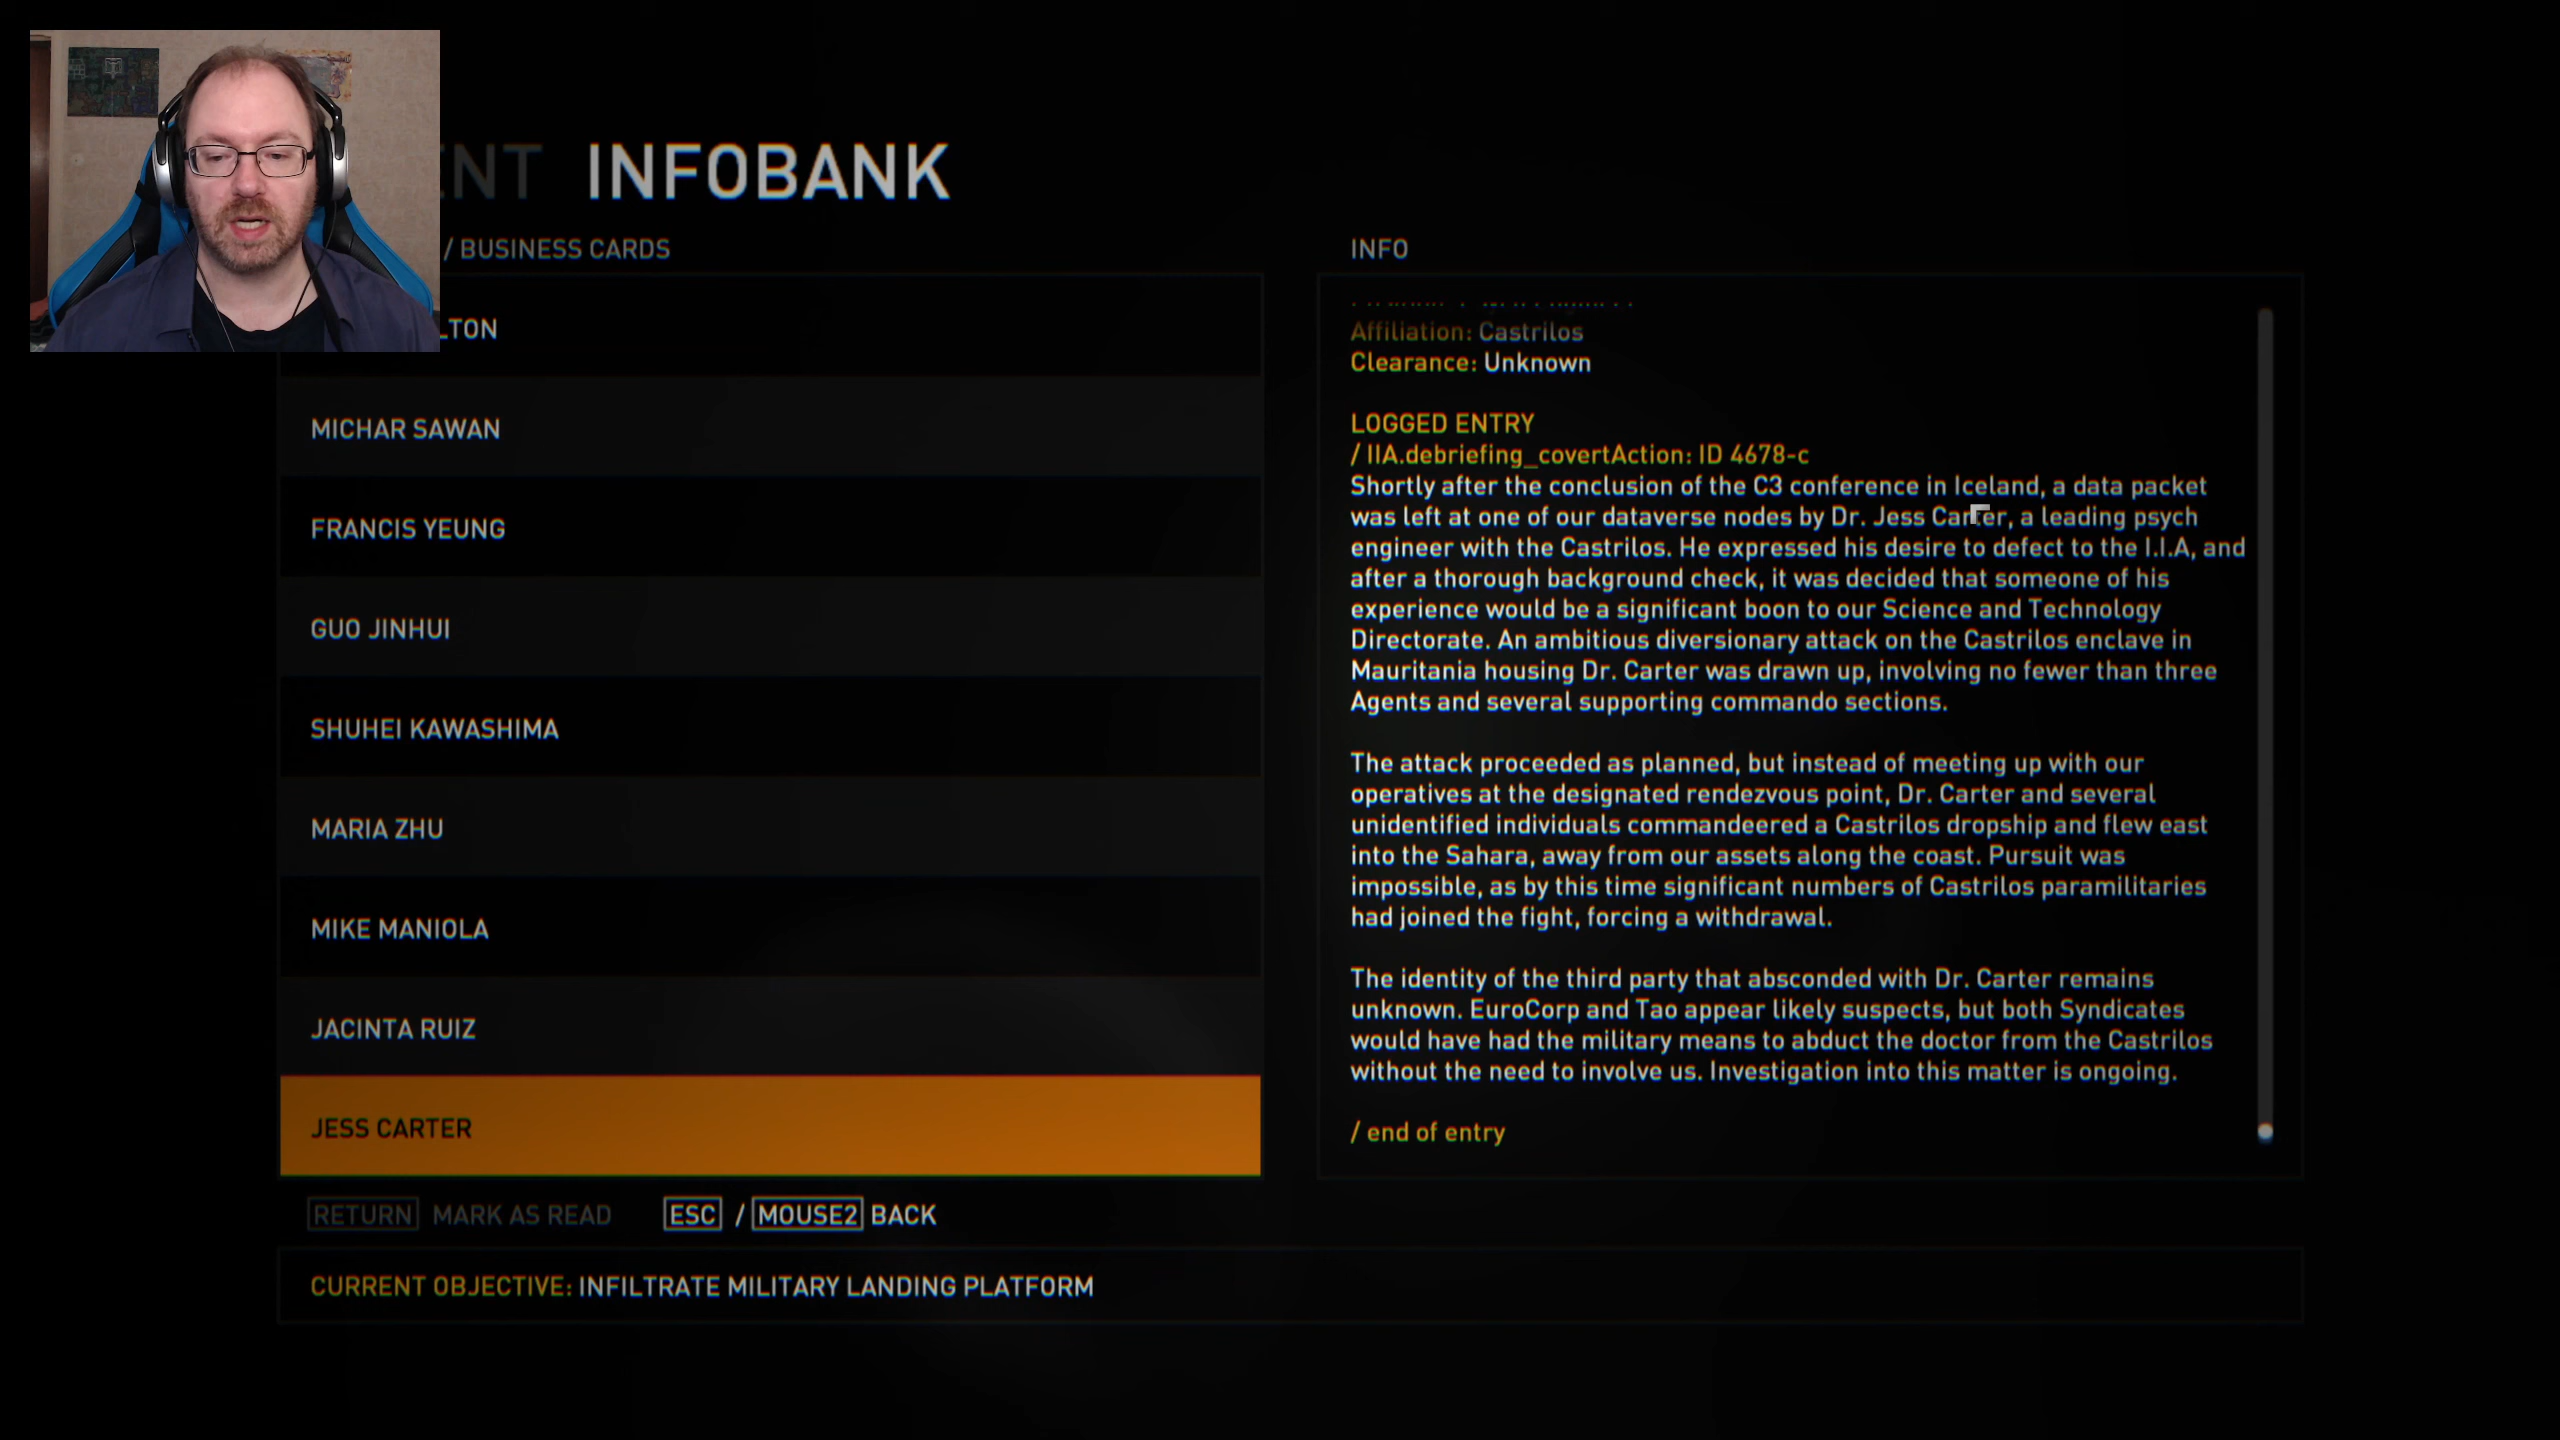 ENT INFOBANK
/ BUSINESS CARDS
LTON
MICHAR SAWAN
FRANCIS YEUNG
GUO JINHUI
SHUHEI KAWASHIMA
MARIA ZHU
MIKE MANIOLA
JACINTA RUIZ
JESS CARTER
RETURN MARK AS READ ESC / MOUSE2 BACK
INFO
Affiliation: Castrilos
Clearance: Unknown
LOGGED ENTRY
/ IIA.debriefing_covertAction: ID 4678-c
Shortly after the conclusion of the C3 conference in Iceland, a data packet
was left at one of our dataverse nodes by Dr. Jess Carter, a leading psych
engineer with the Castrilos. He expressed his desire to defect to the I.I.A, and
after a thorough background check, it was decided that someone of his
experience would be a significant boon to our Science and Technology
Directorate. An ambitious diversionary attack on the Castrilos enclave in
Mauritania housing Dr. Carter was drawn up, involving no fewer than three
Agents and several supporting commando sections.
The attack proceeded as planned, but instead of meeting up with our
operatives at the designated rendezvous point, Dr. Carter and several
unidentified individuals commandeered a Castrilos dropship and flew east
into the Sahara, away from our assets along the coast. Pursuit was
impossible, as by this time significant numbers of Castrilos paramilitaries
had joined the fight, forcing a withdrawal.
The identity of the third party that absconded with Dr. Carter remains
unknown. EuroCorp and Tao appear likely suspects, but both Syndicates
would have had the military means to abduct the doctor from the Castrilos
without the need to involve us. Investigation into this matter is ongoing.
/ end of entry
CURRENT OBJECTIVE: INFILTRATE MILITARY LANDING PLATFORM